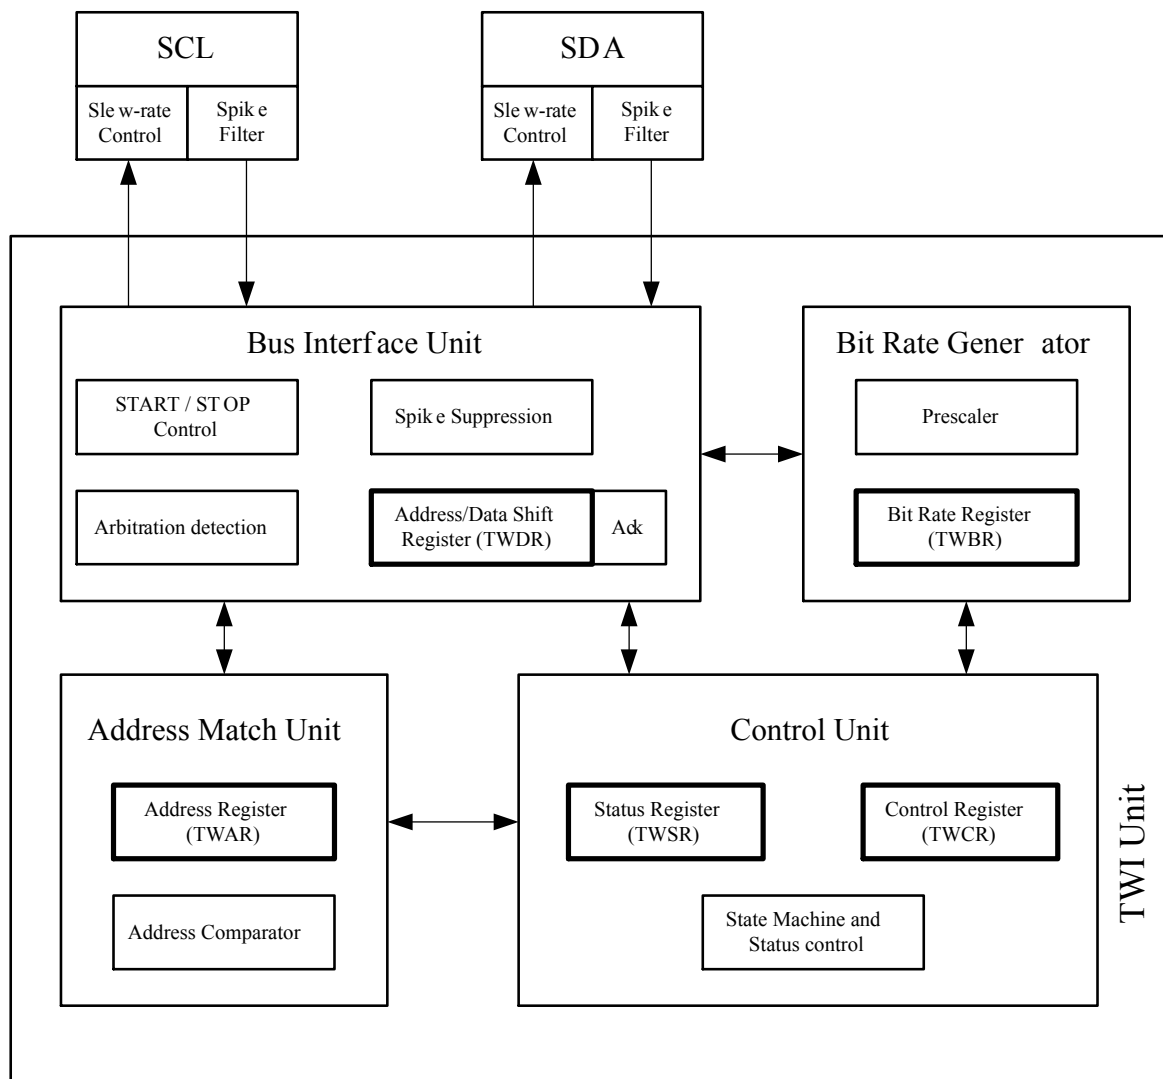 SCL
SDA
Slew-rate
Control
Spike
Filter
Slew-rate
Control
Spike
Filter
Bus Interface Unit
START / STOP
Control
Spike Suppression
Arbitration detection
Address/Data Shift
Register (TWDR)
Ack
Bit Rate Generator
Prescaler
Bit Rate Register
(TWBR)
Address Match Unit
Address Register
(TWAR)
Address Comparator
Control Unit
Status Register
(TWSR)
Control Register
(TWCR)
State Machine and
Status control
TWI Unit